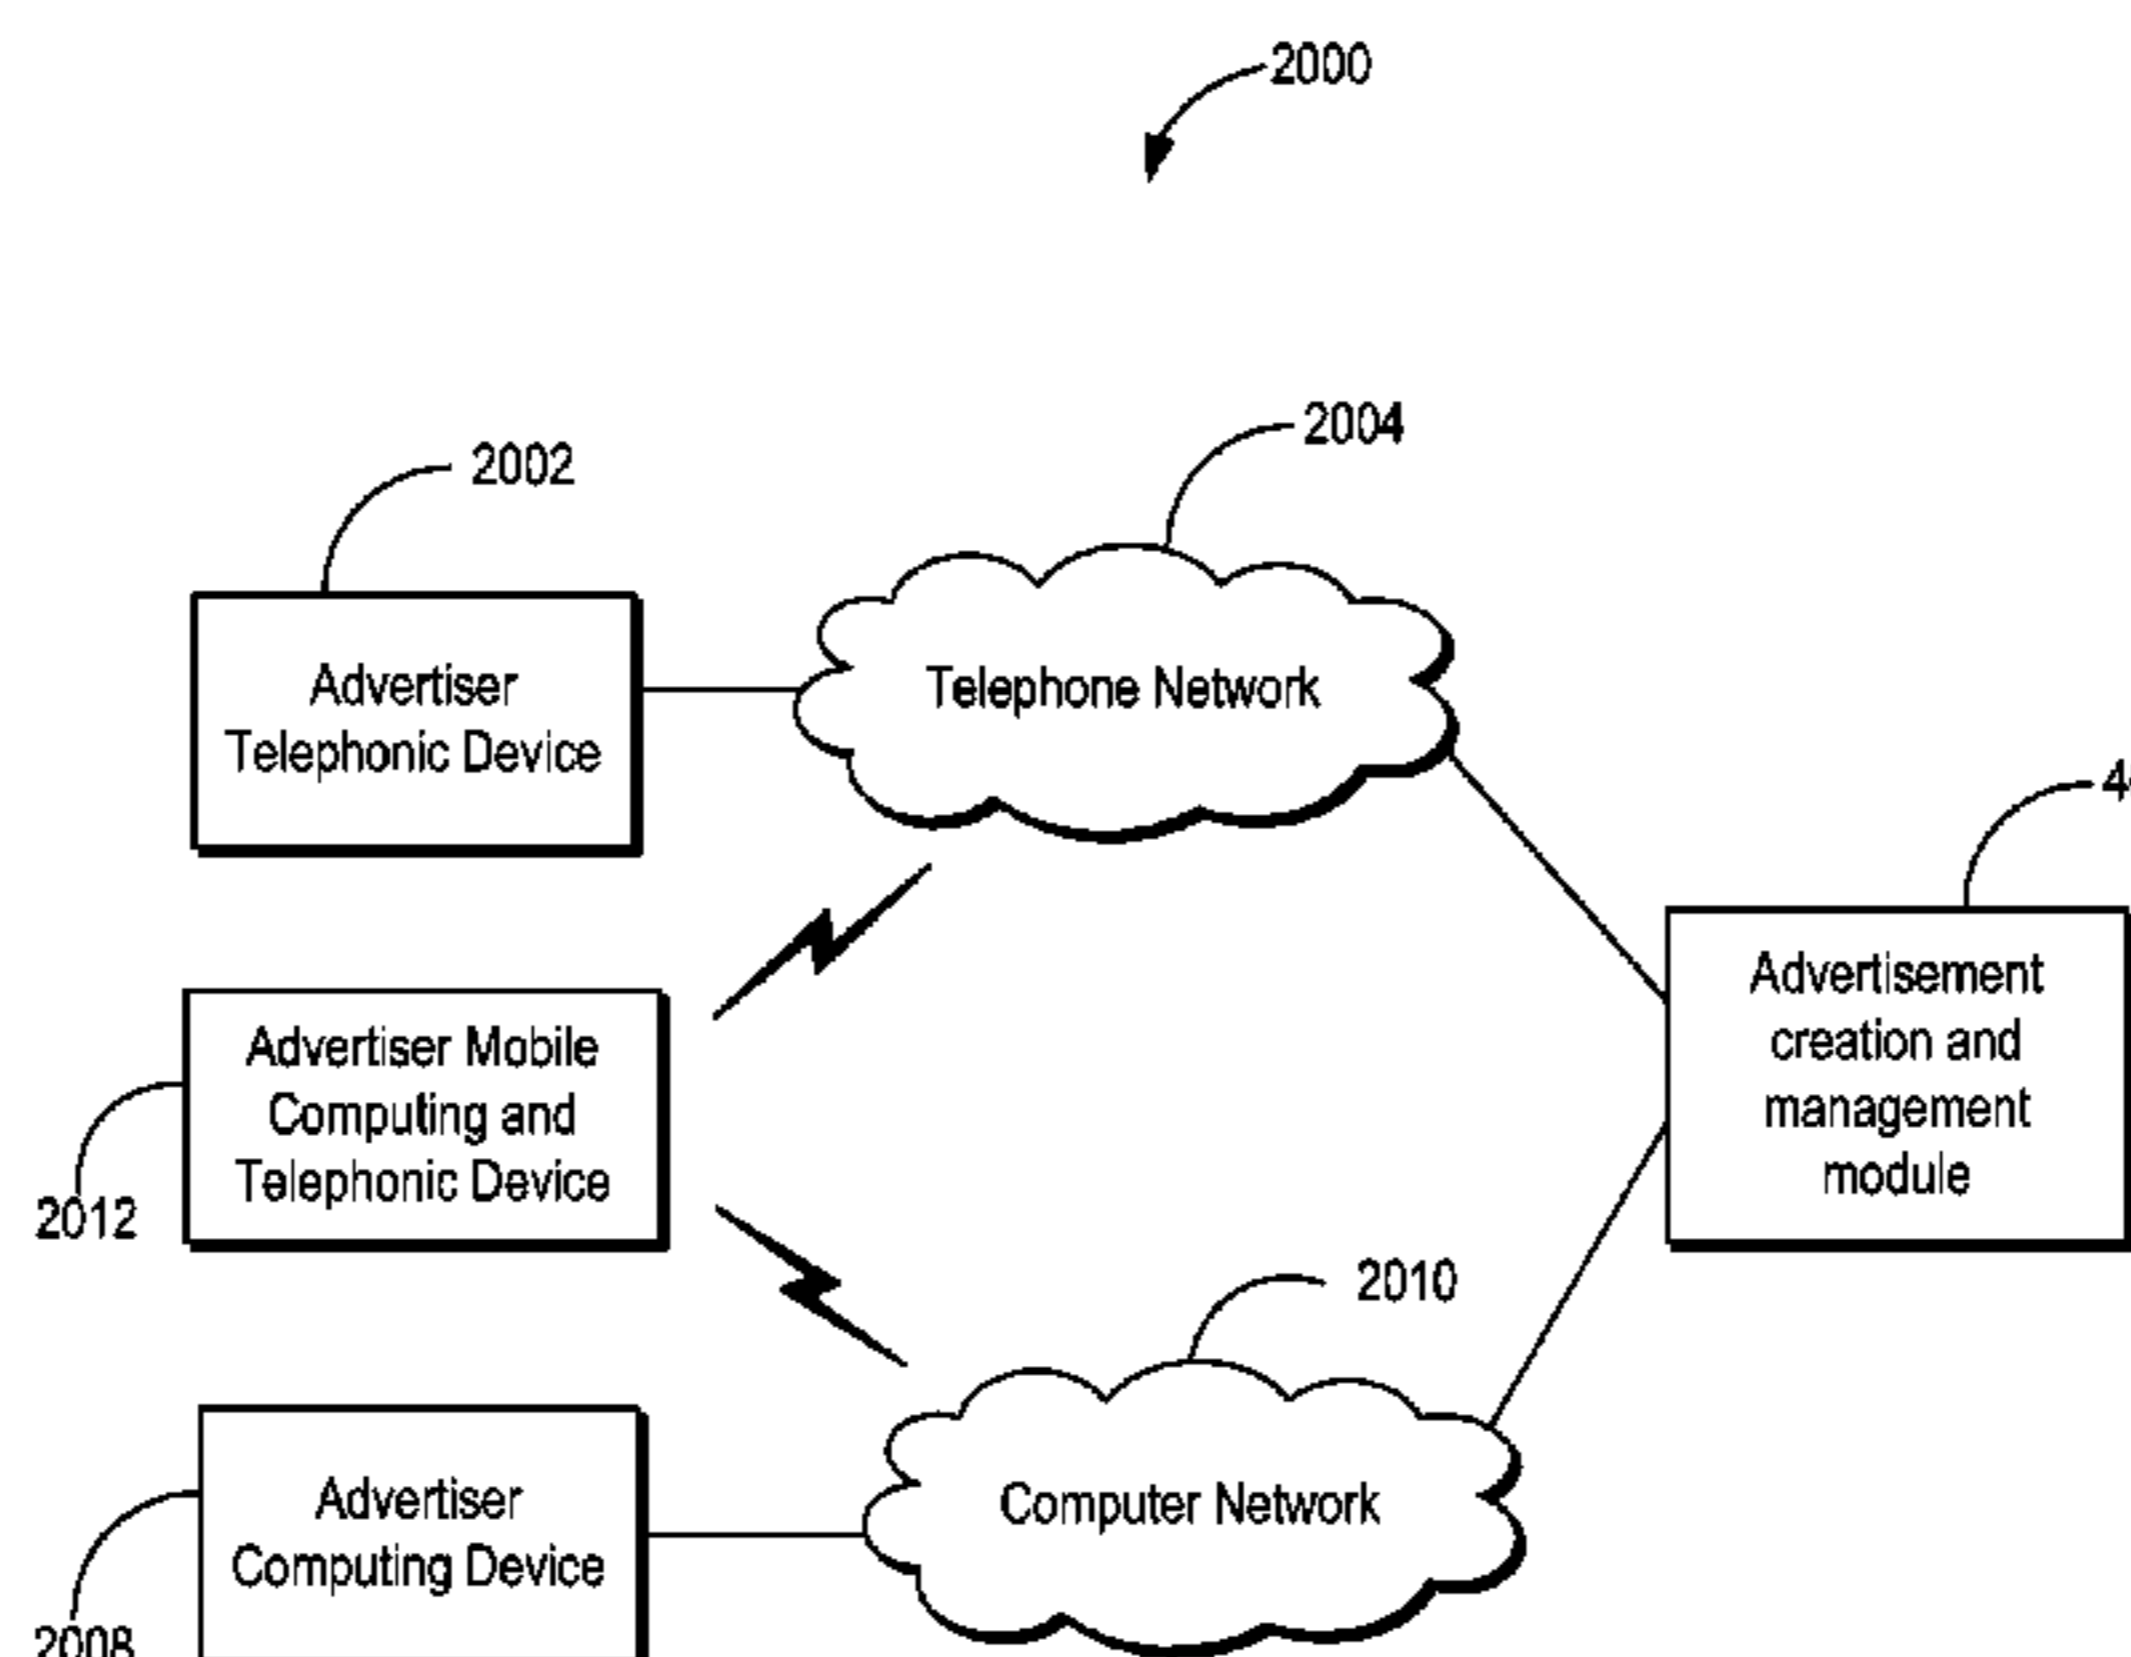 2000
2004
2002
Telephone Network
Advertiser
Telephonic Device
Advertisement
creation and
management
module
Advertiser Mobile
Computing and
Telephonic Device
2012
2010
Advertiser
Computing Device
Computer Network
2008